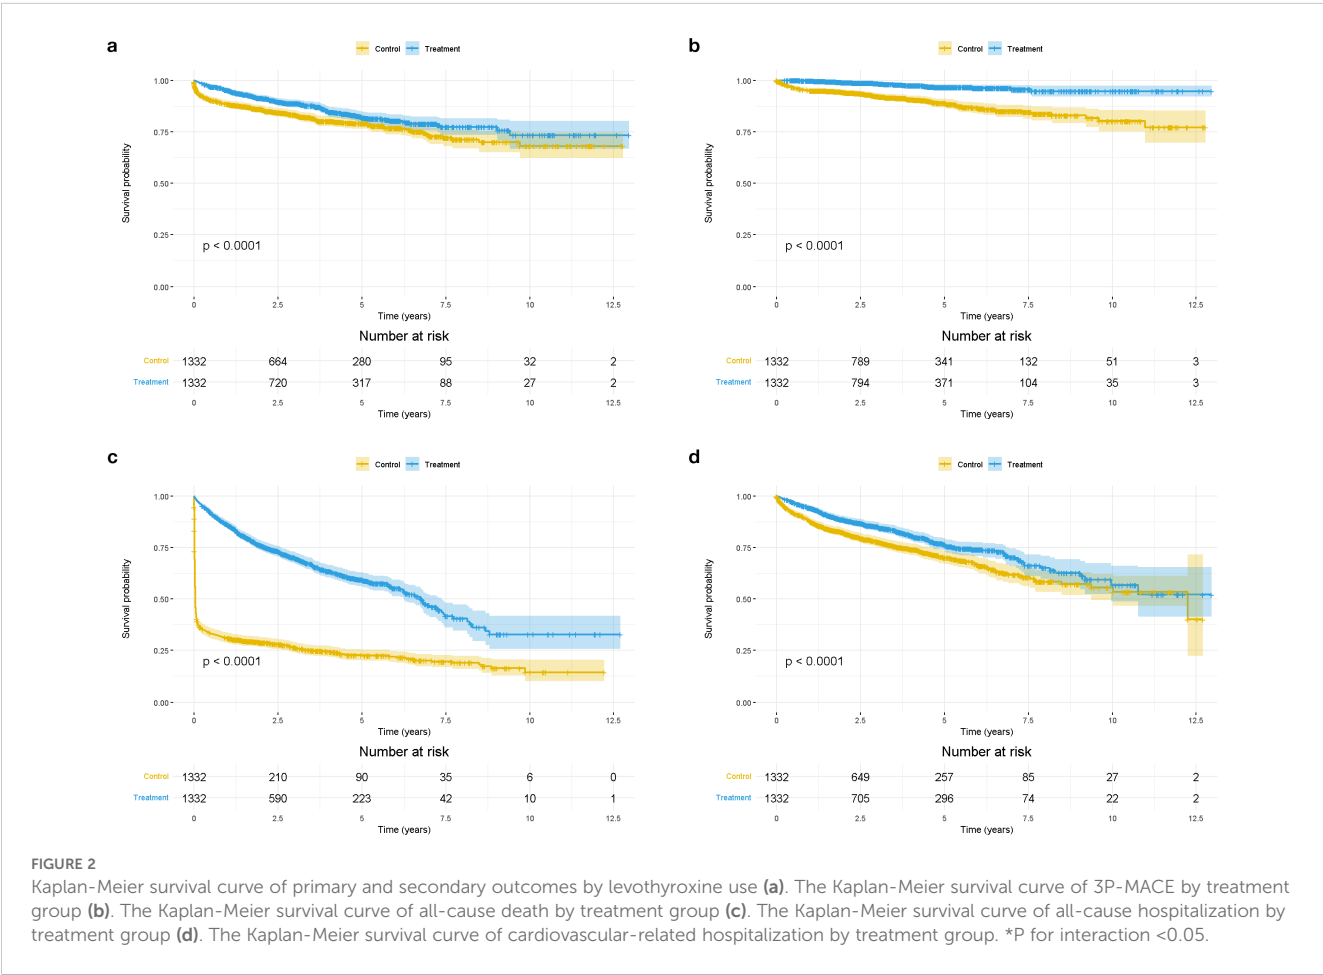 a
Control Treatment
1.00
0.75
0.50
0.25
0.00
Survival probability
p < 0.0001
0 2.5 5 7.5 10 12.5
Time (years)
Number at risk
Control 1332 664 280 95 32 2
Treatment 1332 720 317 88 27 2
0 2.5 5 7.5 10 12.5
Time (years)
b
Control Treatment
1.00
0.75
0.50
0.25
0.00
Survival probability
p < 0.0001
0 2.5 5 7.5 10 12.5
Time (years)
Number at risk
Control 1332 789 341 132 51 3
Treatment 1332 794 371 104 35 3
0 2.5 5 7.5 10 12.5
Time (years)
c
Control Treatment
1.00
0.75
0.50
0.25
0.00
Survival probability
p < 0.0001
0 2.5 5 7.5 10 12.5
Time (years)
Number at risk
Control 1332 210 90 35 6 0
Treatment 1332 590 223 42 10 1
0 2.5 5 7.5 10 12.5
Time (years)
d
Control Treatment
1.00
0.75
0.50
0.25
0.00
Survival probability
p < 0.0001
0 2.5 5 7.5 10 12.5
Time (years)
Number at risk
Control 1332 649 257 85 27 2
Treatment 1332 705 296 74 22 2
0 2.5 5 7.5 10 12.5
Time (years)
FIGURE 2
Kaplan-Meier survival curve of primary and secondary outcomes by levothyroxine use (a). The Kaplan-Meier survival curve of 3P-MACE by treatment
group (b). The Kaplan-Meier survival curve of all-cause death by treatment group (c). The Kaplan-Meier survival curve of all-cause hospitalization by
treatment group (d). The Kaplan-Meier survival curve of cardiovascular-related hospitalization by treatment group. *P for interaction <0.05.